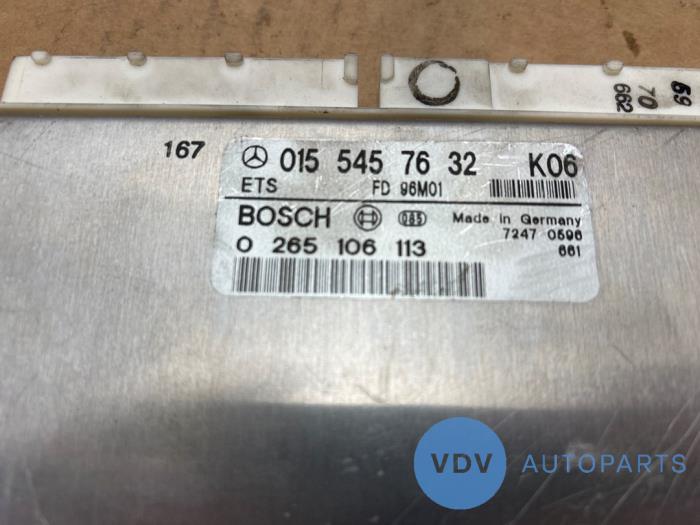 69
70
662
167
015 545 76 32 K06
ETS FD 96M01
BOSCH 085 Made in Germany
7247 0596
0 265 106 113 661
VDV AUTOPARTS